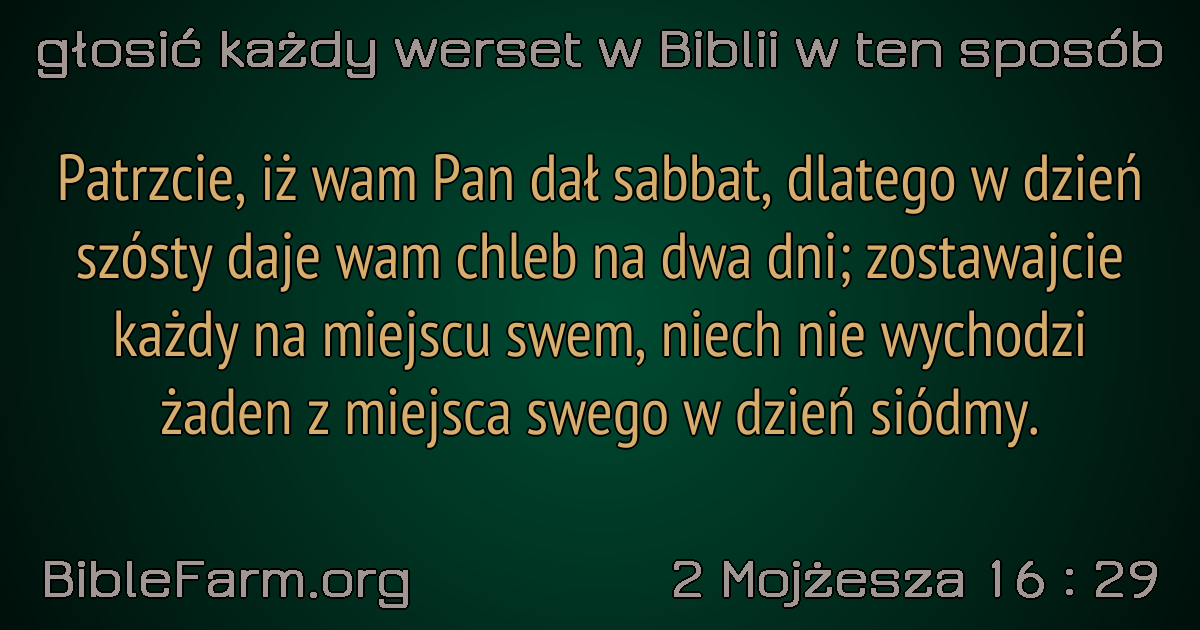 głosić każdy werset w Biblii w ten sposób
Patrzcie, iż wam Pan dał sabbat, dlatego w dzień
szósty daje wam chleb na dwa dni; zostawajcie
każdy na miejscu swem, niech nie wychodzi
żaden z miejsca swego w dzień siódmy.
BibleFarm.org
2 Mojżesza 16 : 29